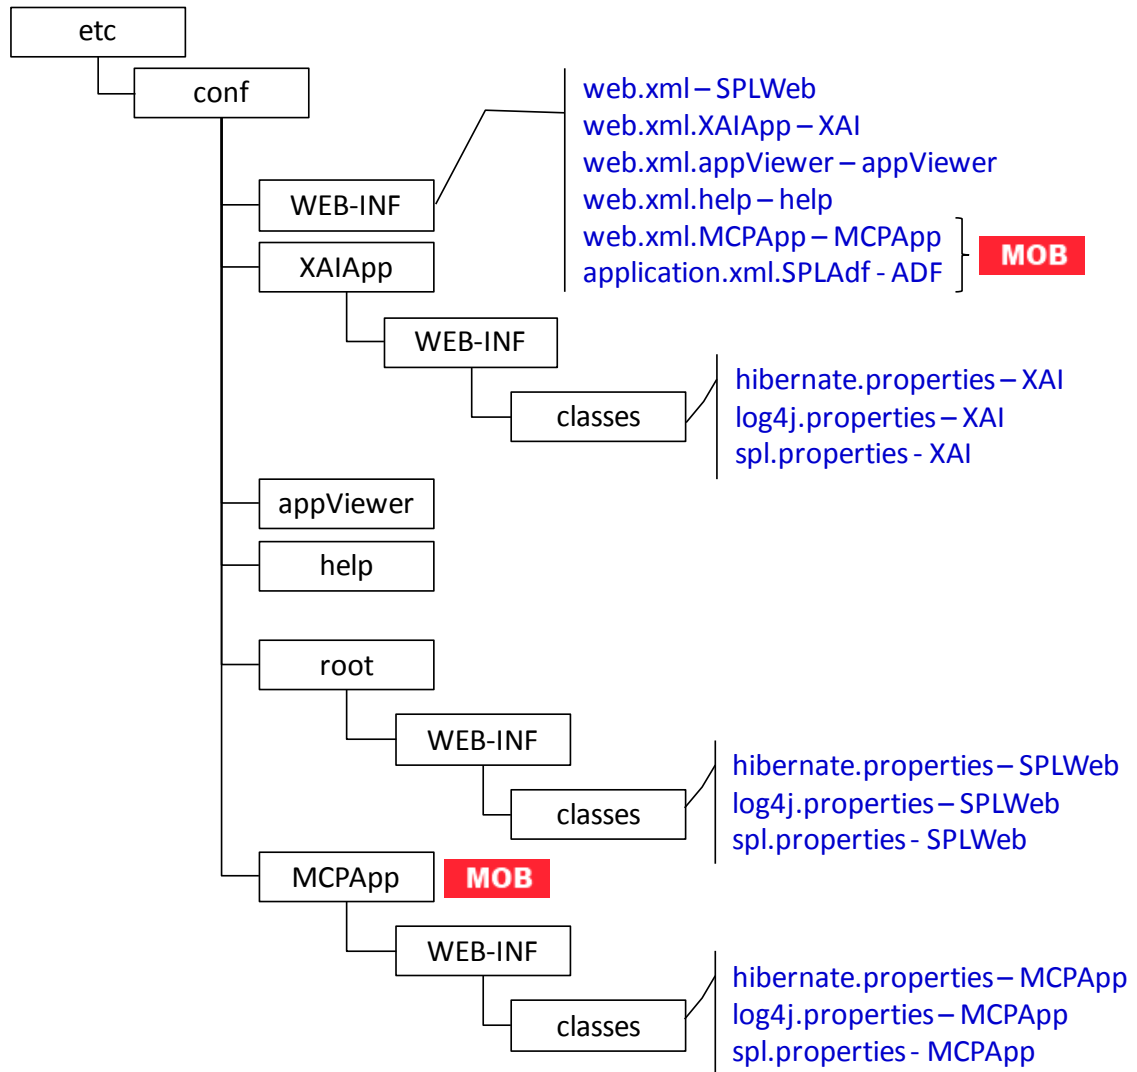 etc
conf
web.xml – SPLWeb
web.xml.XAIApp – XAI
web.xml.appViewer – appViewer
web.xml.help – help
web.xml.MCPApp – MCPApp
application.xml.SPLAdf - ADF
MOB
WEB-INF
XAIApp
WEB-INF
classes
hibernate.properties – XAI
log4j.properties – XAI
spl.properties - XAI
appViewer
help
root
WEB-INF
classes
hibernate.properties – SPLWeb
log4j.properties – SPLWeb
spl.properties - SPLWeb
MCPApp
MOB
WEB-INF
classes
hibernate.properties – MCPApp
log4j.properties – MCPApp
spl.properties - MCPApp